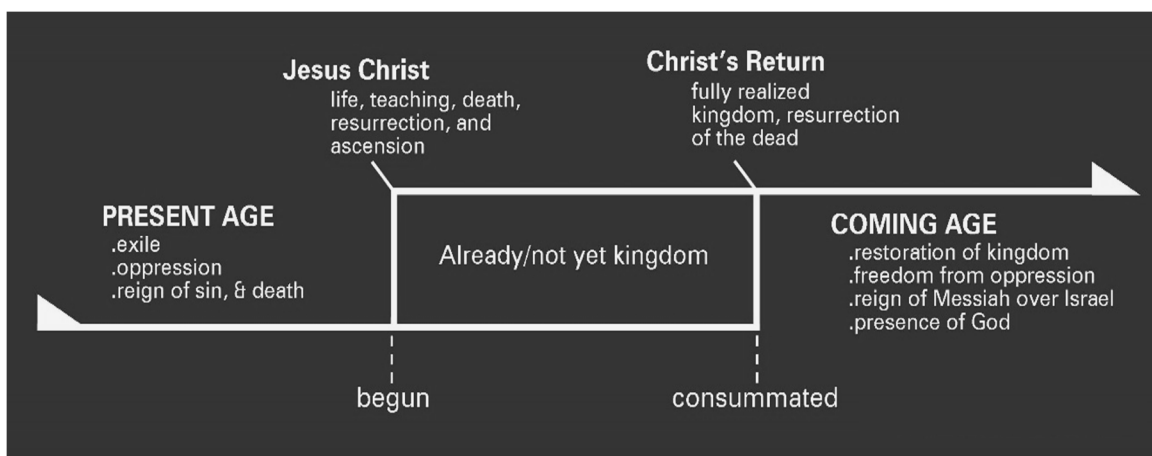 Jesus Christ
life, teaching, death,
resurrection, and
ascension
Christ's Return
fully realized
kingdom, resurrection
of the dead
PRESENT AGE
.exile
.oppression
.reign of sin, & death
Already/not yet kingdom
COMING AGE
.restoration of kingdom
.freedom from oppression
.reign of Messiah over Israel
.presence of God
begun
consummated